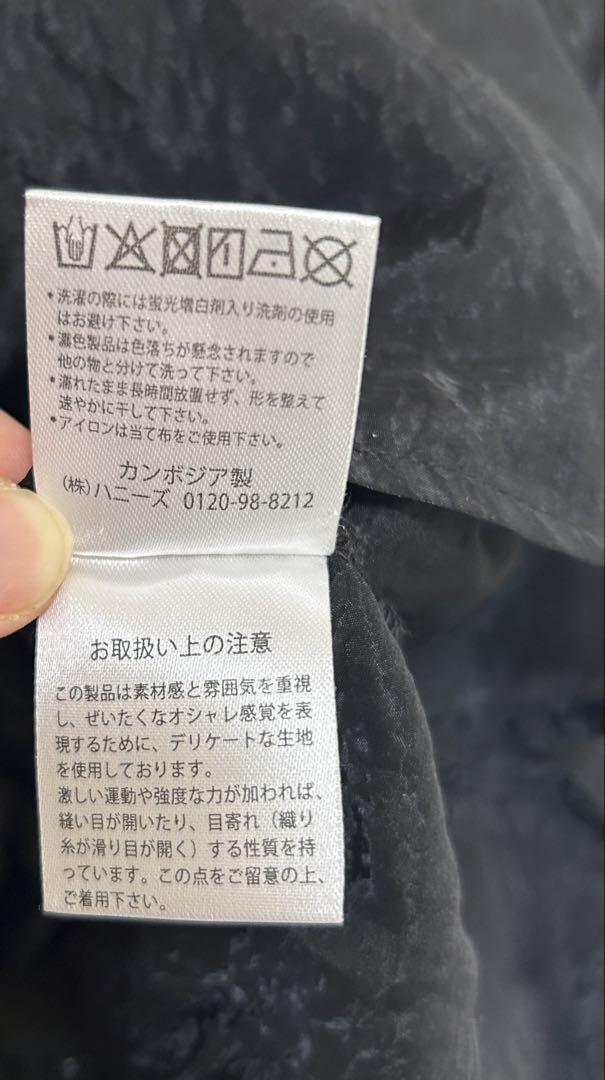 •洗濯の際には蛍光増白剤入り洗剤の使用
はお避け下さい。
•濃色製品は色落ちが懸念されますので
他の物と分けて洗って下さい。
•濡れたまま長時間放置せず、形を整えて
速やかに干して下さい。
•アイロンは当て布をご使用下さい。
カンボジア製
(株)ハニーズ 0120-98-8212
お取扱い上の注意
この製品は素材感と雰囲気を重視
し、ぜいたくなオシャレ感覚を表
現するために、デリケートな生地
を使用しております。
激しい運動や強度な力が加われば、
縫い目が開いたり、目寄れ（織り
糸が滑り目が開く）する性質を持
っています。この点をご留意の上、
ご着用下さい。